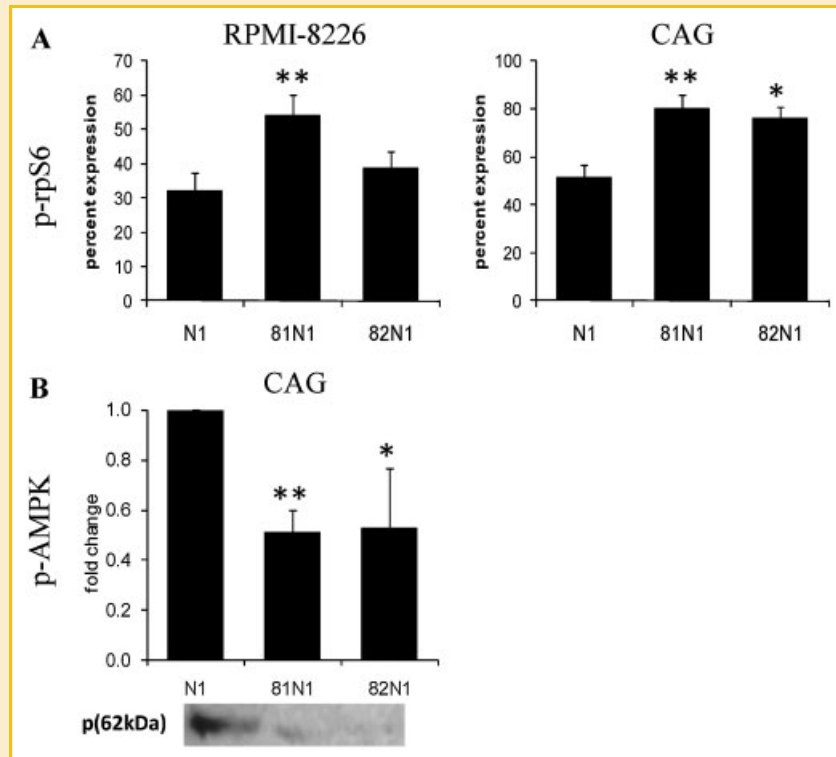 A
RPMI-8226
CAG
p-rpS6
percent expression
70
60
50
40
30
20
10
0
**
N1
81N1
82N1
percent expression
100
80
60
40
20
0
**
*
N1
81N1
82N1
B
CAG
p-AMPK
fold change
1.0
0.8
0.6
0.4
0.2
0.0
**
*
N1
81N1
82N1
p(62kDa)